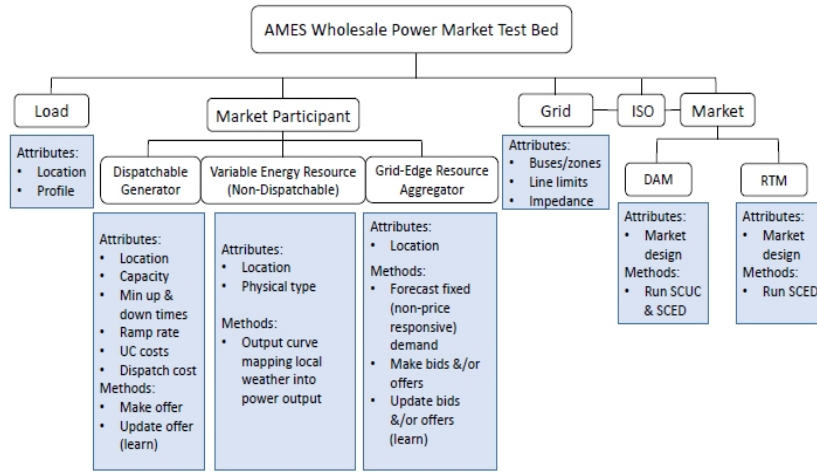 AMES Wholesale Power Market Test Bed
Load
Market Participant
Grid
ISO
Market
Attributes:
• Location
• Profile
Dispatchable
Generator
Variable Energy Resource
(Non-Dispatchable)
Grid-Edge Resource
Aggregator
Attributes:
• Buses/zones
• Line limits
• Impedance
DAM
RTM
Attributes:
• Location
• Capacity
• Min up &
down times
• Ramp rate
• UC costs
• Dispatch cost
Methods:
• Make offer
• Update offer
(learn)
Attributes:
• Location
• Physical type
Methods:
• Output curve
mapping local
weather into
power output
Attributes:
• Location
Methods:
• Forecast fixed
(non-price
responsive)
demand
• Make bids &/or
offers
• Update bids
&/or offers
(learn)
Attributes:
• Market
design
Methods:
• Run SCUC
& SCED
Attributes:
• Market
design
Methods:
• Run SCED